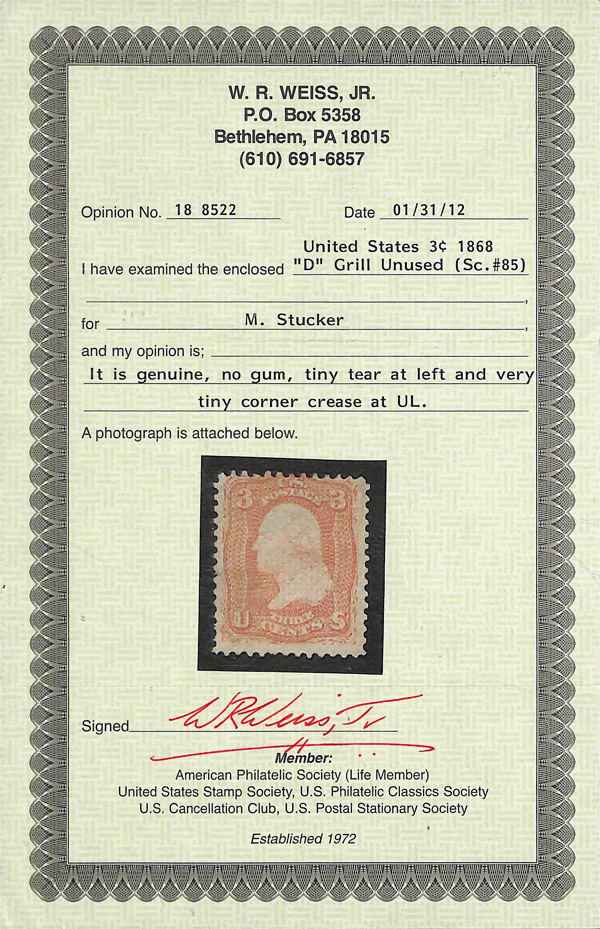 W. R. WEISS, JR.
P.O. Box 5358
Bethlehem, PA 18015
(610) 691-6857
Opinion No. 18 8522 Date 01/31/12
United States 3¢ 1868
I have examined the enclosed "D" Grill Unused (Sc.#85)
,
for M. Stucker ,
and my opinion is;
It is genuine, no gum, tiny tear at left and very
tiny corner crease at UL.
A photograph is attached below.
U.S.
3 POSTAGE 3
U THREE S
CENTS
Signed WRWeiss, Jr
Member:
American Philatelic Society (Life Member)
United States Stamp Society, U.S. Philatelic Classics Society
U.S. Cancellation Club, U.S. Postal Stationary Society
Established 1972